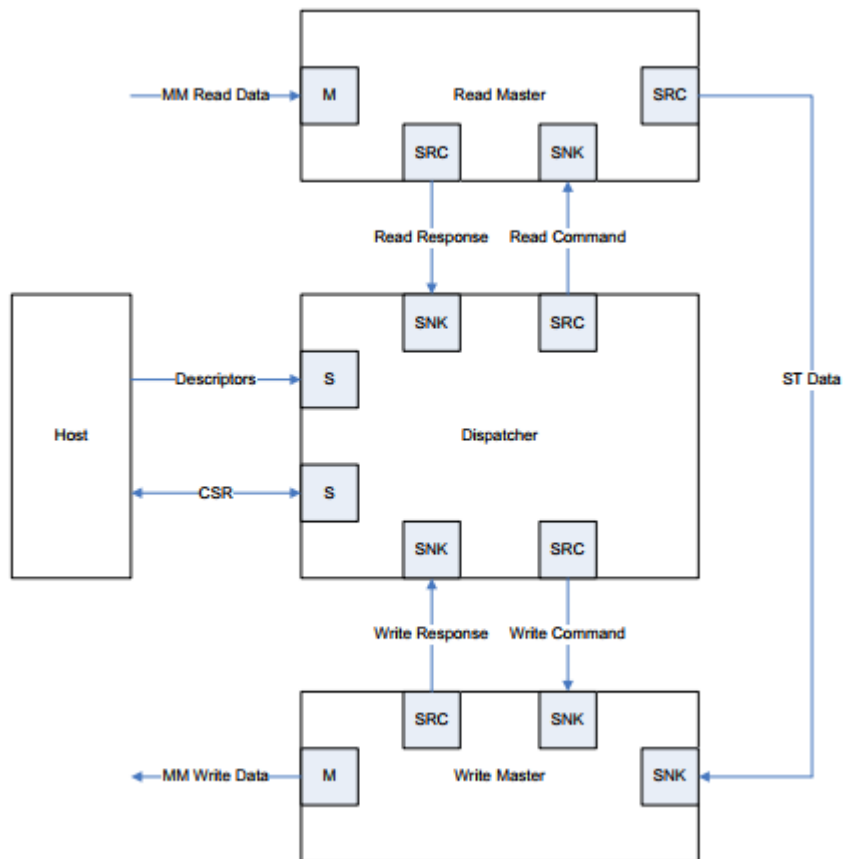 MM Read Data
M
Read Master
SRC
SRC
SNK
Read Response
Read Command
SNK
SRC
Descriptors
S
ST Data
Host
Dispatcher
CSR
S
SNK
SRC
Write Response
Write Command
SRC
SNK
MM Write Data
M
Write Master
SNK